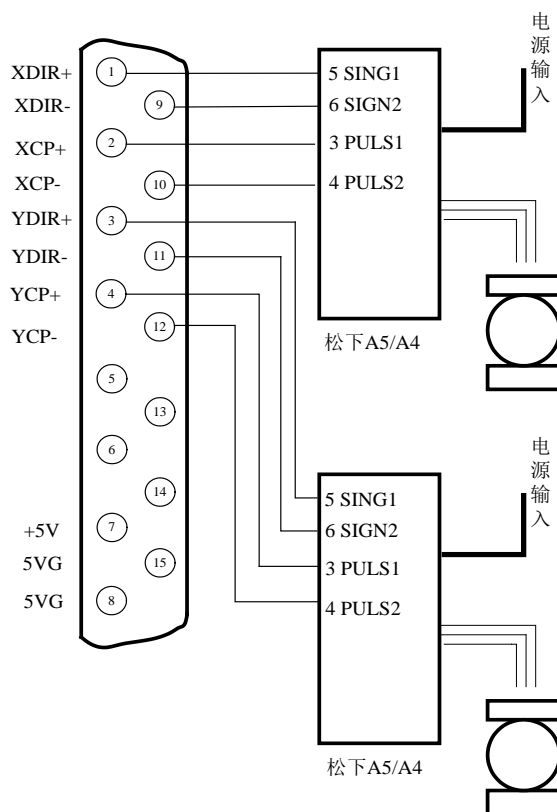 XDIR+
XDIR-
XCP+
XCP-
YDIR+
YDIR-
YCP+
YCP-
+5V
5VG
5VG
1
9
2
10
3
11
4
12
5
13
6
14
7
15
8
5 SING1
6 SIGN2
3 PULS1
4 PULS2
松下A5/A4
电源输入
5 SING1
6 SIGN2
3 PULS1
4 PULS2
松下A5/A4
电源输入